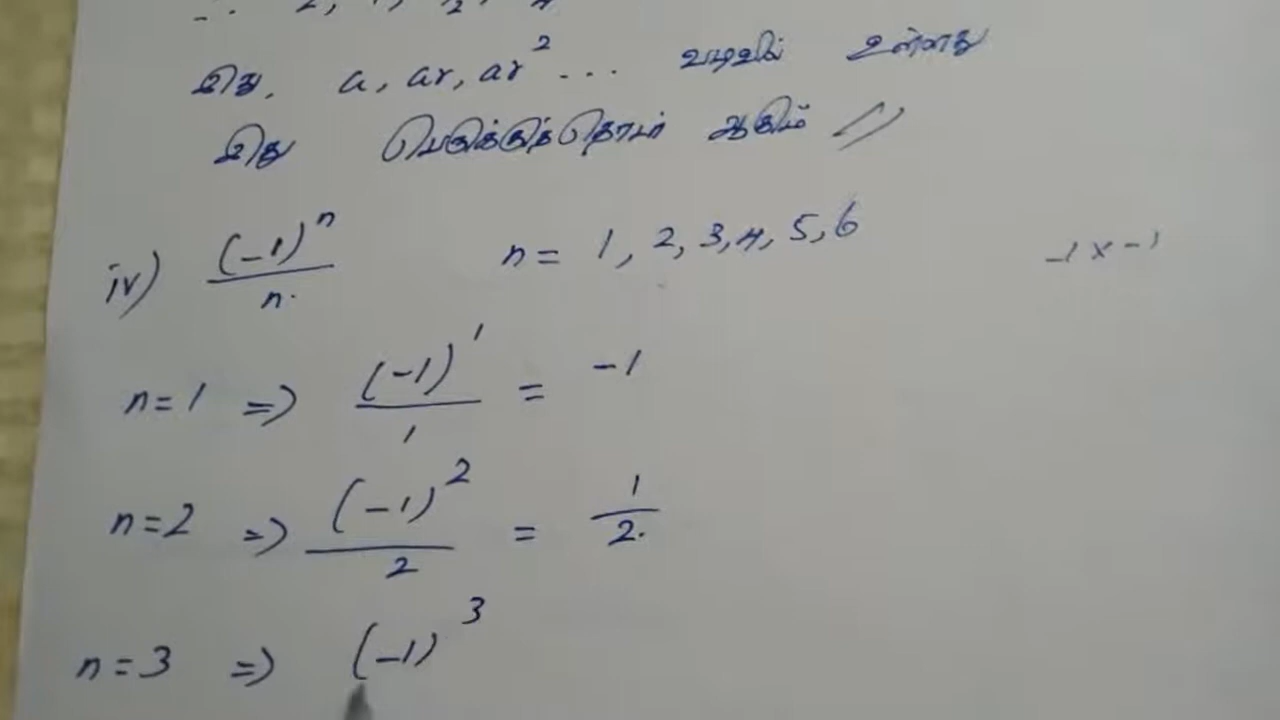 இது, a, ar, ar² ... வடிவில் உள்ளது
இது பெருக்குத்தொடர் ஆகும் //
iv) (-1)ⁿ / n. n = 1, 2, 3, 4, 5, 6 -1 x -1
n = 1 => (-1)¹ / 1 = -1
n = 2 => (-1)² / 2 = 1 / 2.
n = 3 => (-1)³